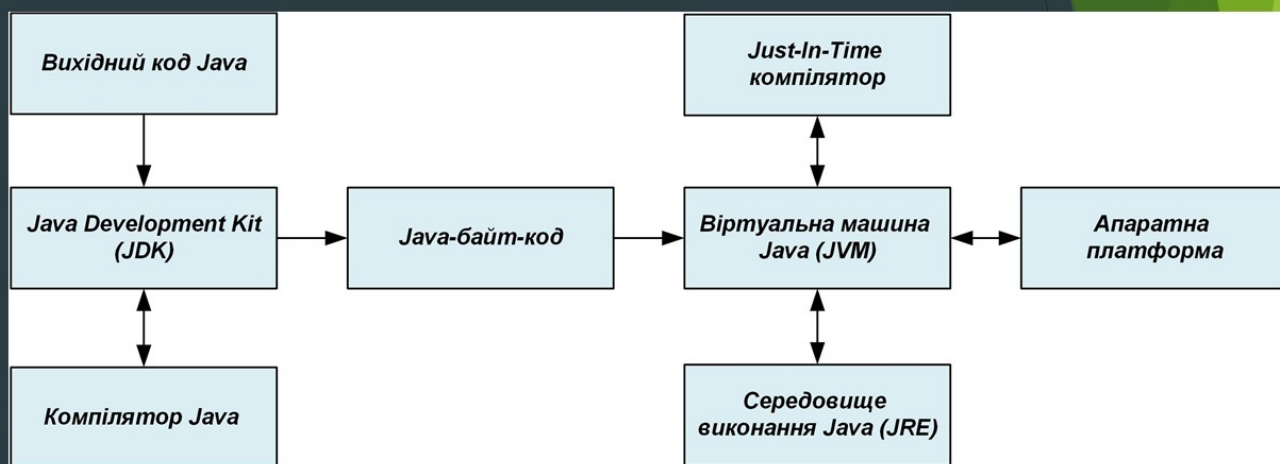 Вихідний код Java
Just-In-Time
компілятор
Java Development Kit
(JDK)
Java-байт-код
Віртуальна машина
Java (JVM)
Апаратна
платформа
Компілятор Java
Середовище
виконання Java (JRE)